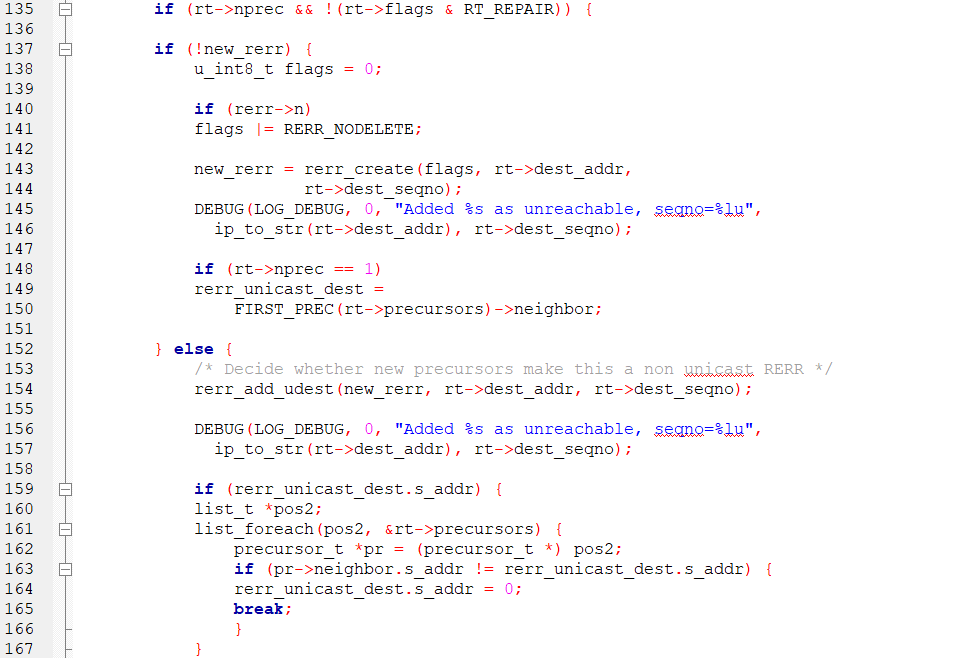 135 if (rt->nprec && !(rt->flags & RT_REPAIR)) {
136
137 if (!new_rerr) {
138 u_int8_t flags = 0;
139
140 if (rerr->n)
141 flags |= RERR_NODELETE;
142
143 new_rerr = rerr_create(flags, rt->dest_addr,
144 rt->dest_seqno);
145 DEBUG(LOG_DEBUG, 0, "Added %s as unreachable, seqno=%lu",
146 ip_to_str(rt->dest_addr), rt->dest_seqno);
147
148 if (rt->nprec == 1)
149 rerr_unicast_dest =
150 FIRST_PREC(rt->precursors)->neighbor;
151
152 } else {
153 /* Decide whether new precursors make this a non unicast RERR */
154 rerr_add_udest(new_rerr, rt->dest_addr, rt->dest_seqno);
155
156 DEBUG(LOG_DEBUG, 0, "Added %s as unreachable, seqno=%lu",
157 ip_to_str(rt->dest_addr), rt->dest_seqno);
158
159 if (rerr_unicast_dest.s_addr) {
160 list_t *pos2;
161 list_foreach(pos2, &rt->precursors) {
162 precursor_t *pr = (precursor_t *) pos2;
163 if (pr->neighbor.s_addr != rerr_unicast_dest.s_addr) {
164 rerr_unicast_dest.s_addr = 0;
165 break;
166 }
167 }